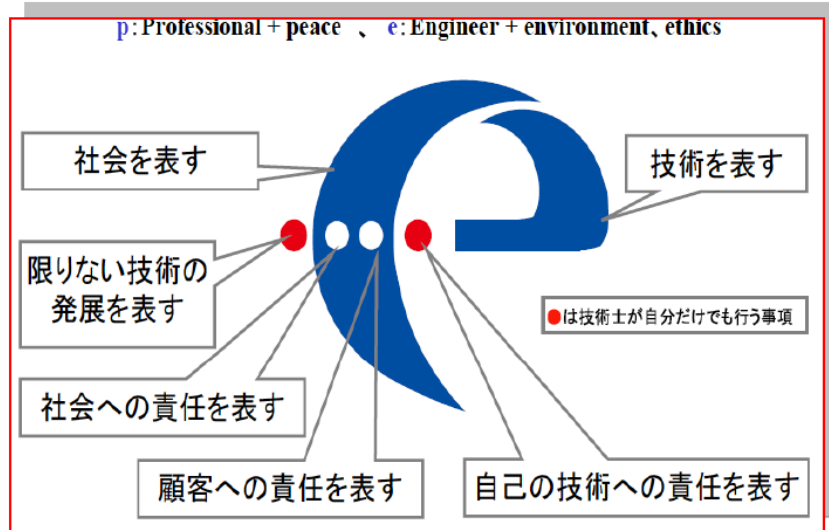 p:Professional + peace 、 e:Engineer + environment、ethics
社会を表す
技術を表す
限りない技術の
発展を表す
●は技術士が自分だけでも行う事項
社会への責任を表す
顧客への責任を表す
自己の技術への責任を表す